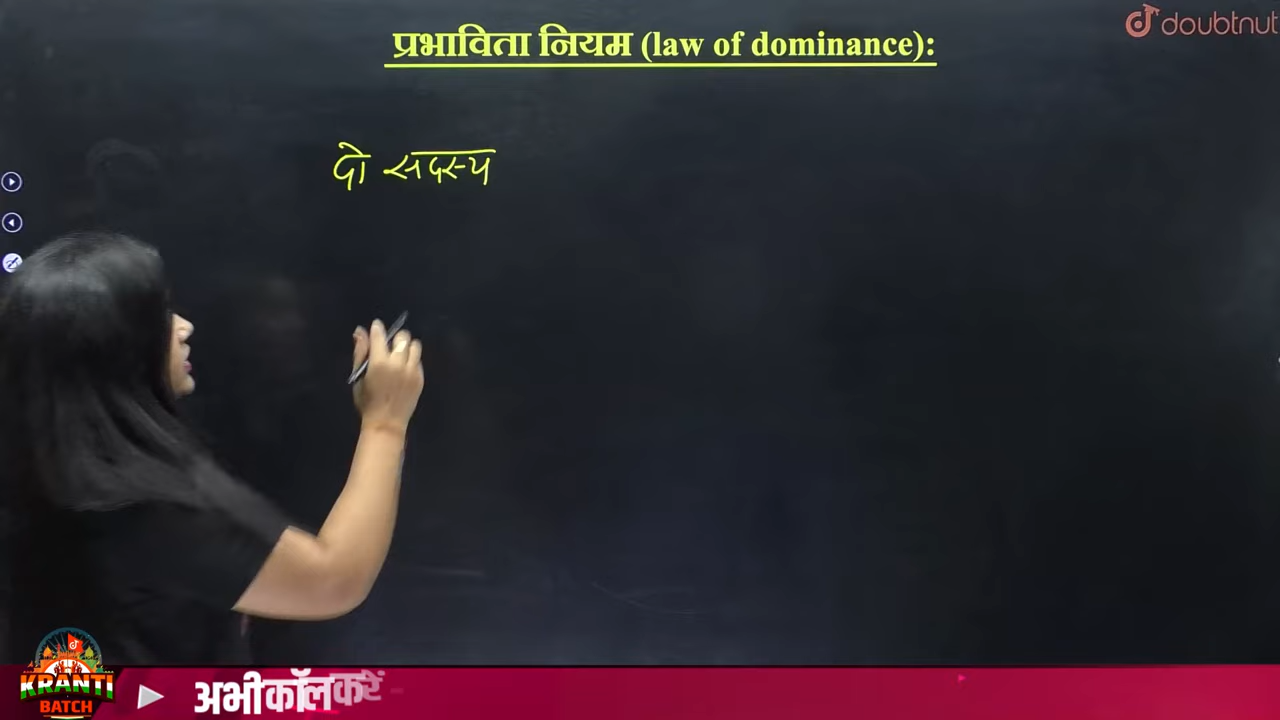 doubtnut
प्रभाविता नियम (law of dominance):
दो सदस्य
KRANTI
BATCH
अभी कॉल करें